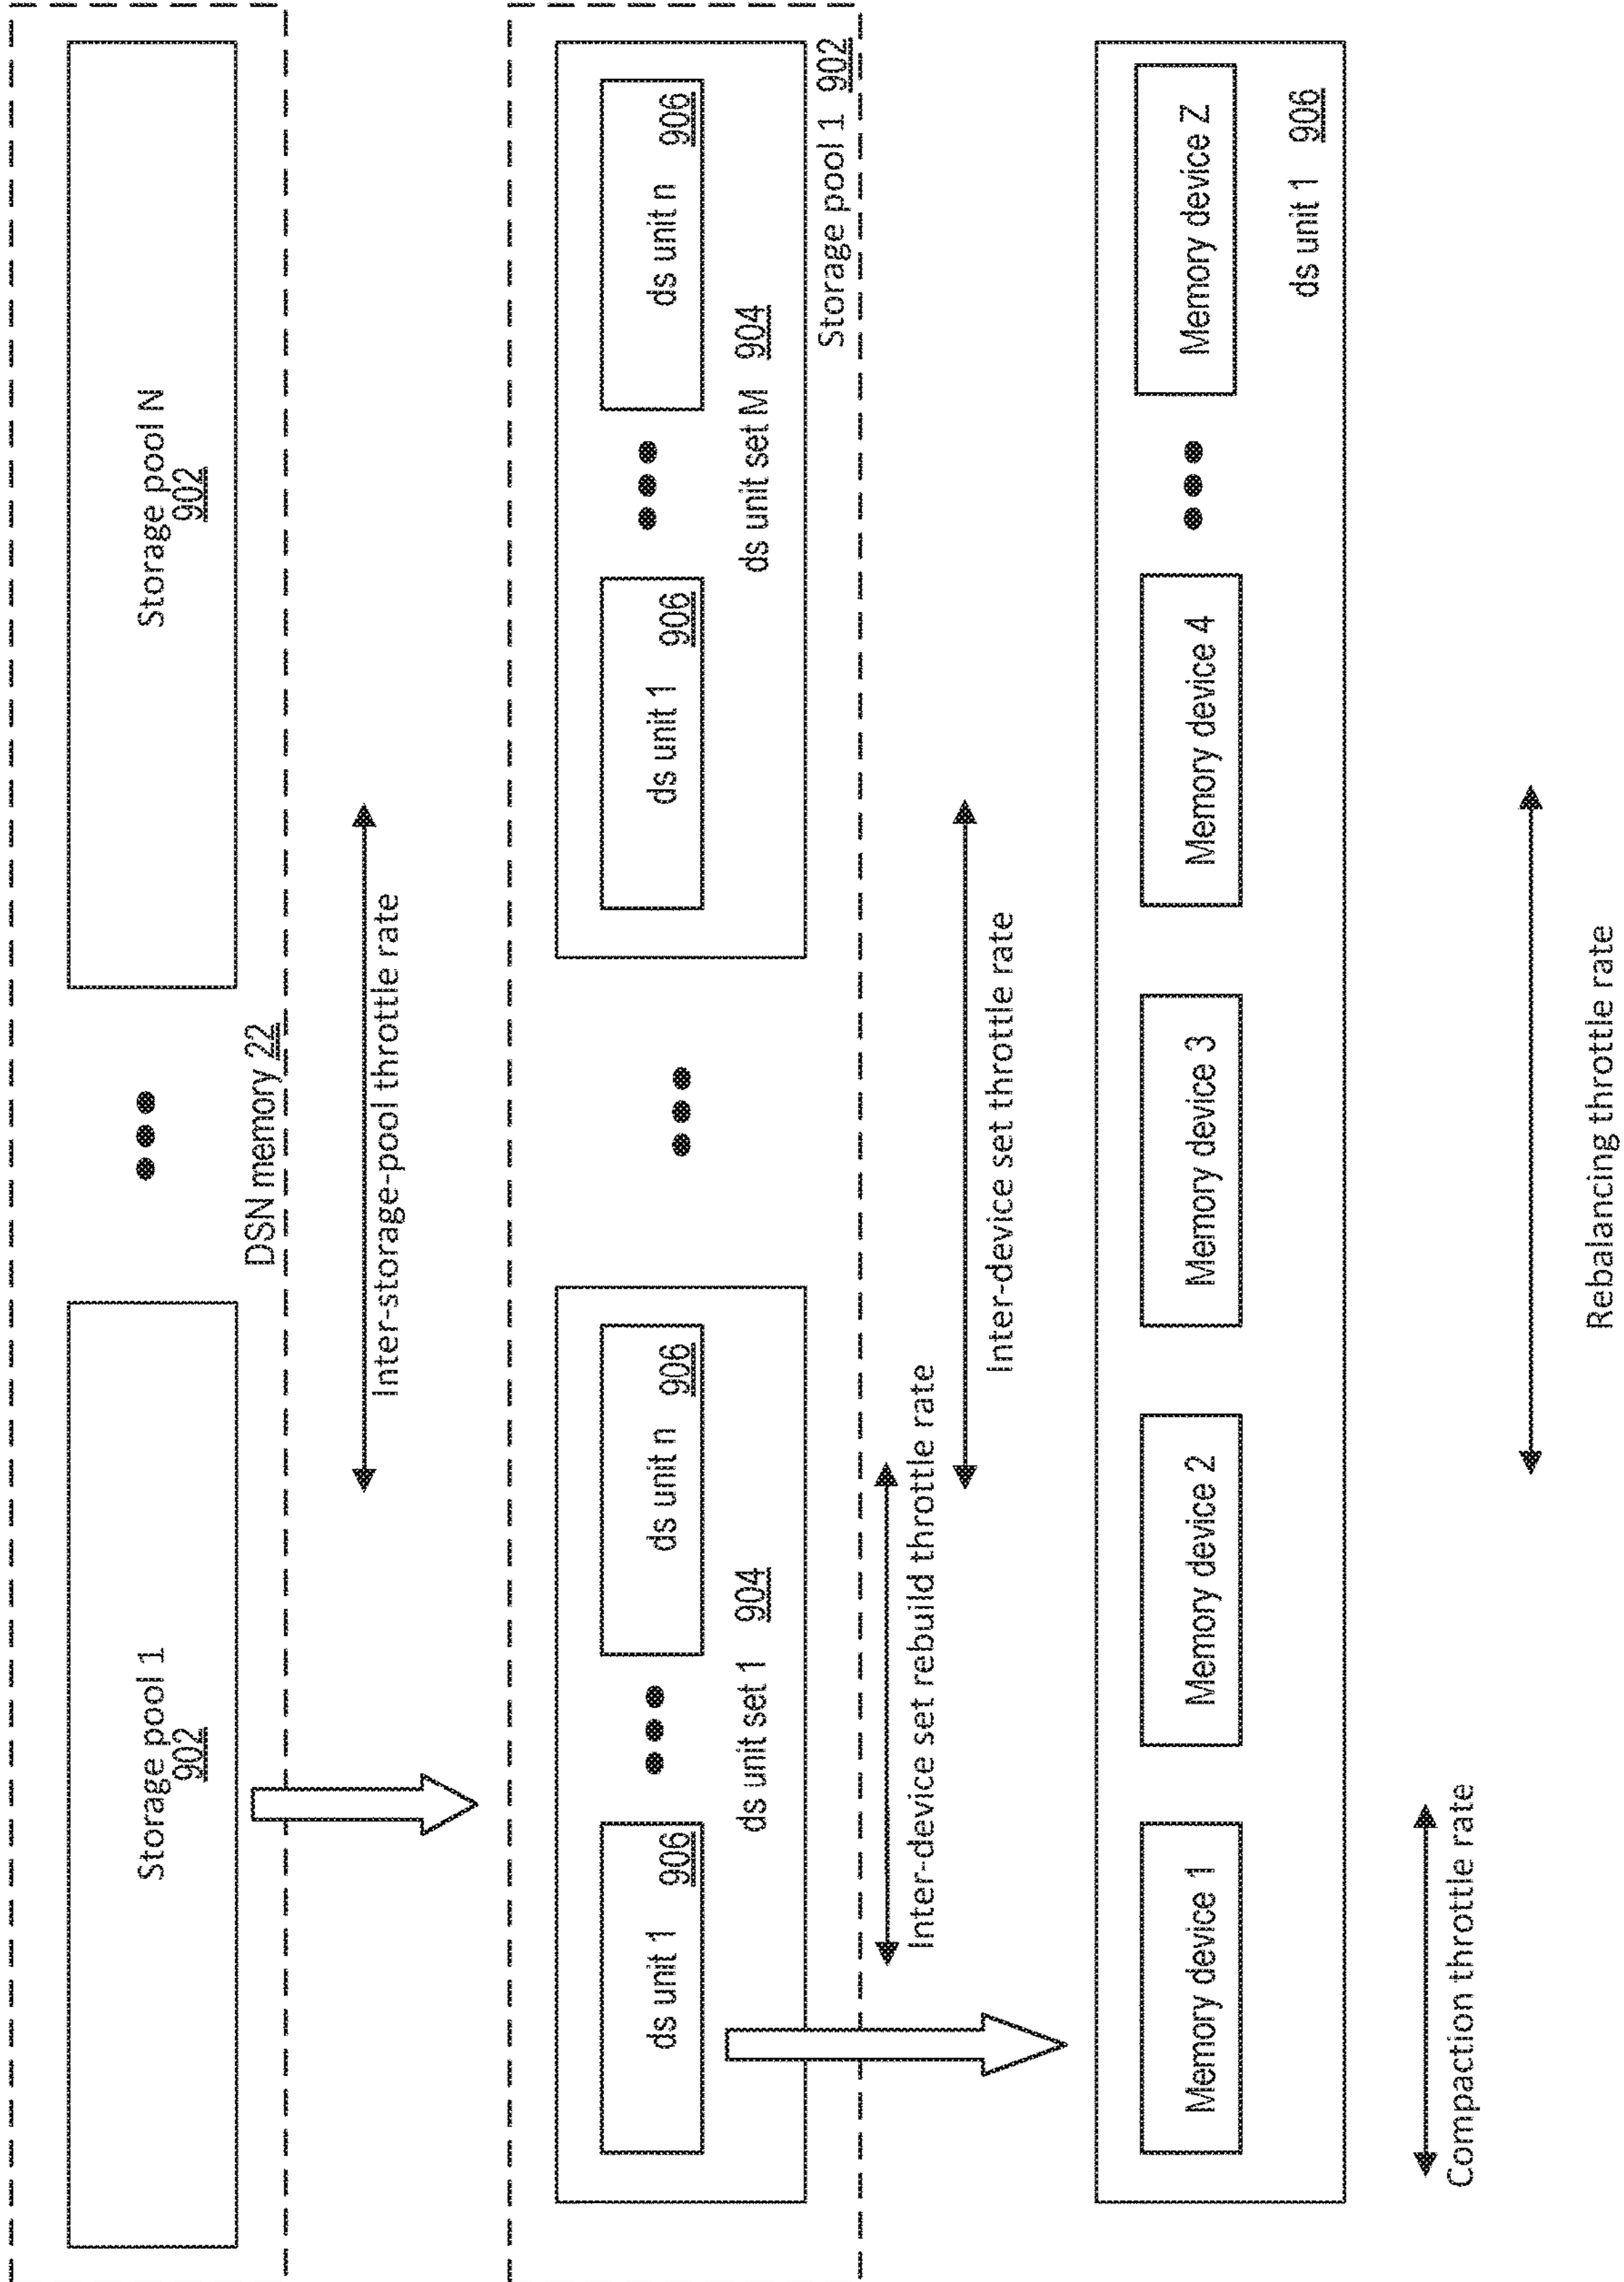 Storage pool 1
902
Storage pool N
902
DSN memory 22
Inter-storage-pool throttle rate
ds unit 1
906
ds unit n
906
ds unit set 1 904
ds unit 1
906
ds unit n
906
ds unit set M 904
Storage pool 1 902
Inter-device set rebuild throttle rate
Inter-device set throttle rate
Memory device 1
Memory device 2
Memory device 3
Memory device 4
Memory device Z
ds unit 1 906
Compaction throttle rate
Rebalancing throttle rate